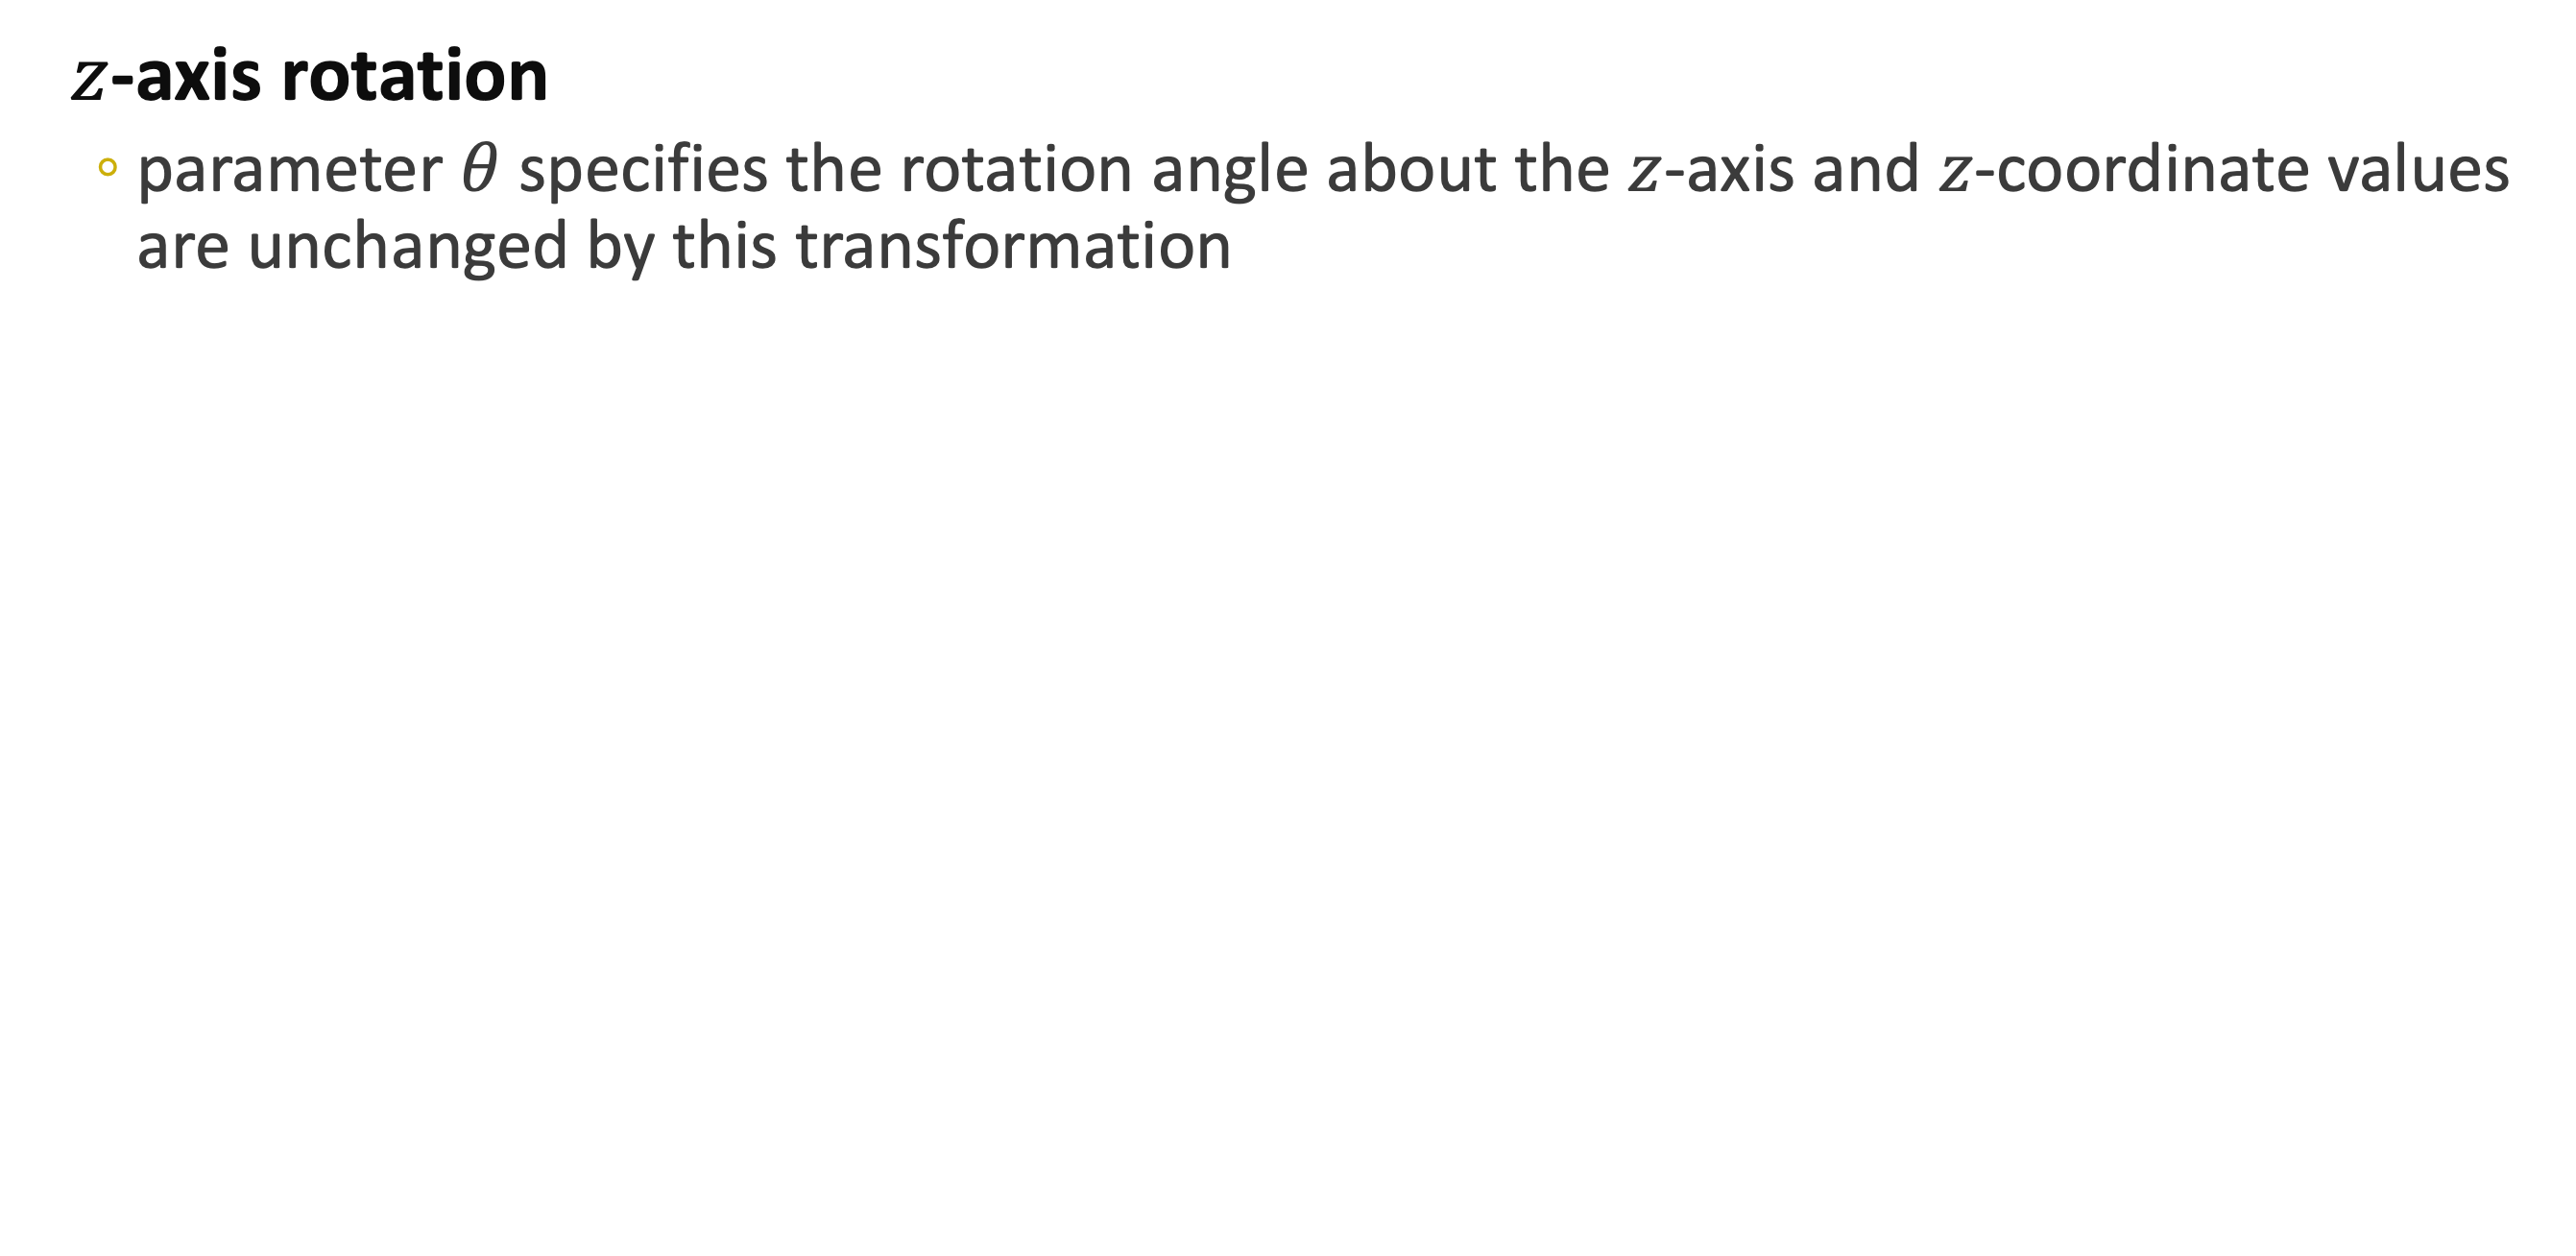 z-axis rotation
∘ parameter θ specifies the rotation angle about the z-axis and z-coordinate values
are unchanged by this transformation